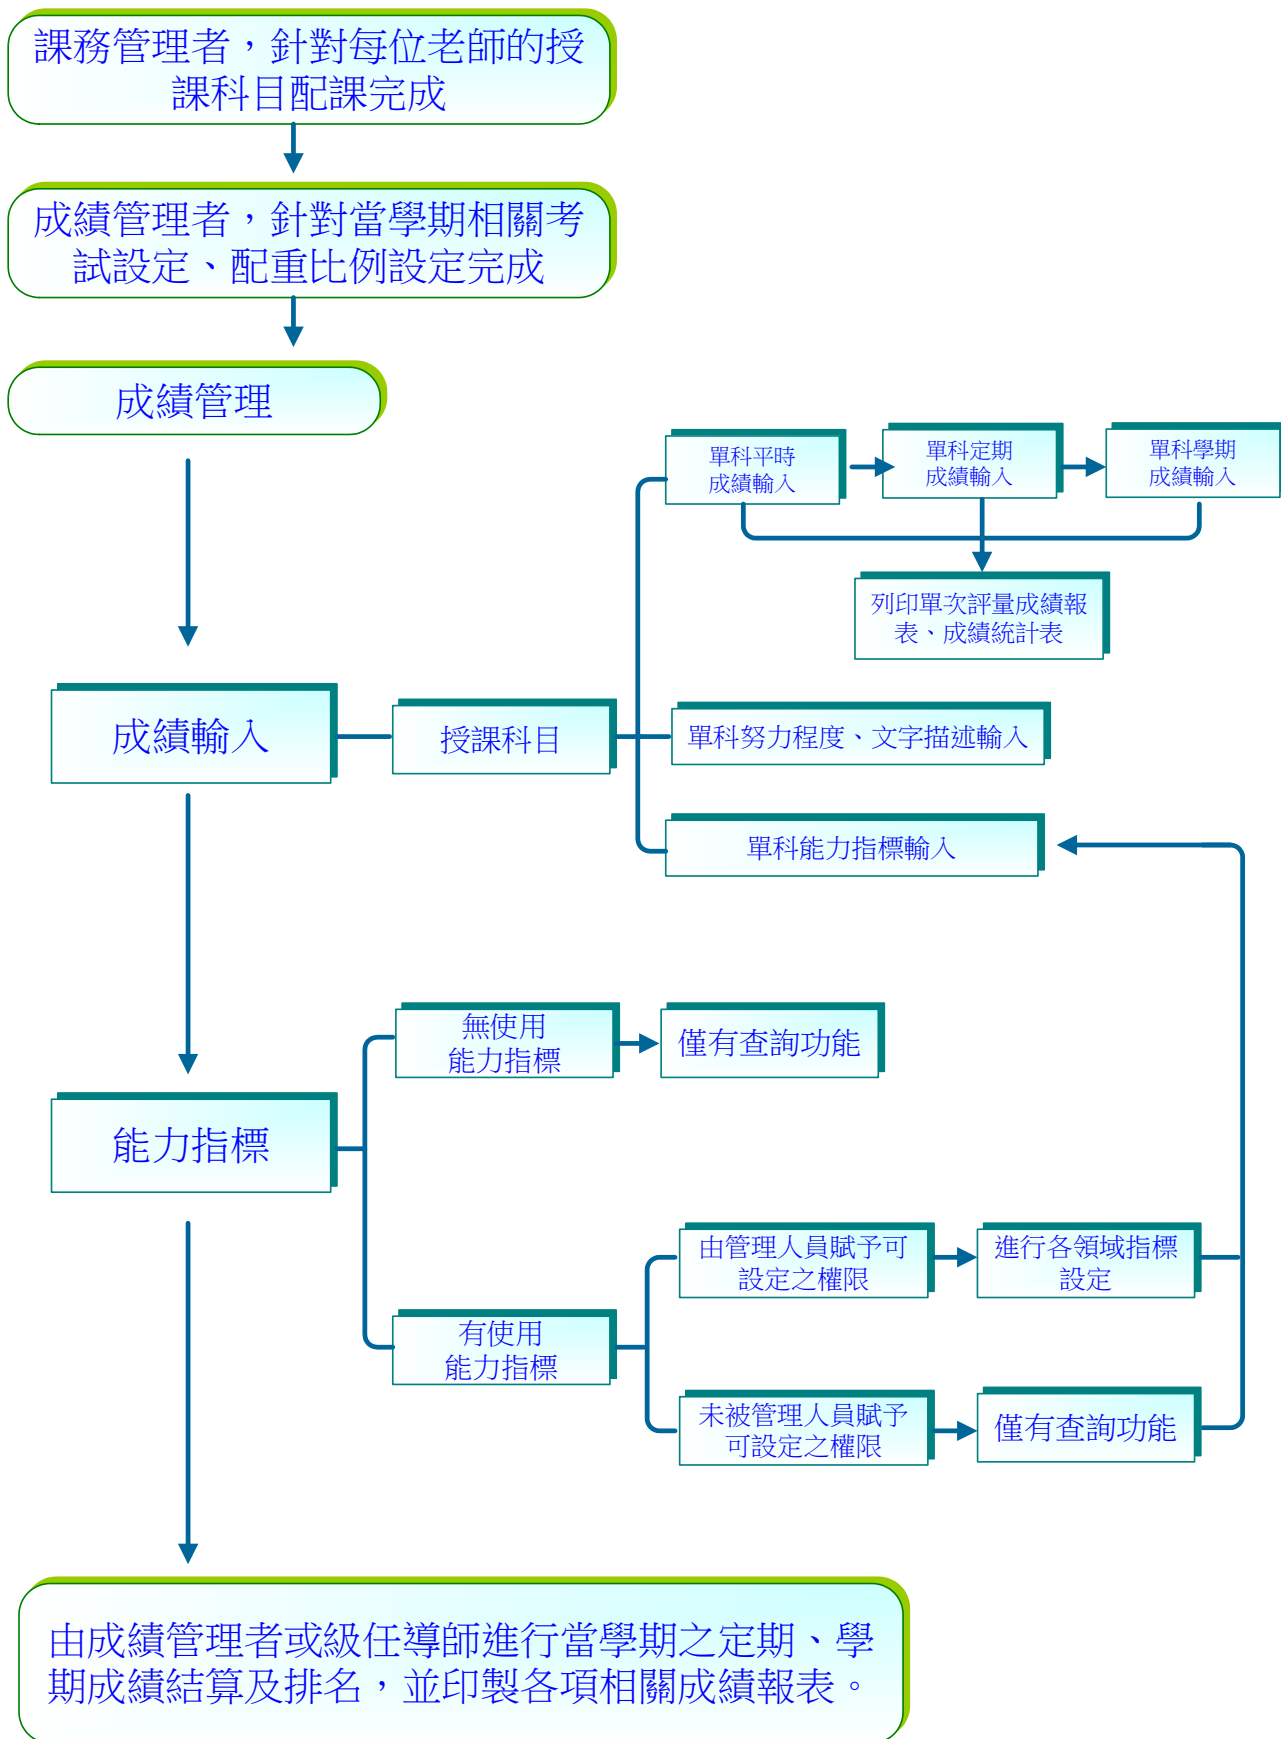 課務管理者，針對每位老師的授
課科目配課完成
成績管理者，針對當學期相關考
試設定、配重比例設定完成
成績管理
單科平時
成績輸入
單科定期
成績輸入
單科學期
成績輸入
列印單次評量成績報
表、成績統計表
成績輸入
授課科目
單科努力程度、文字描述輸入
單科能力指標輸入
無使用
能力指標
僅有查詢功能
能力指標
由管理人員賦予可
設定之權限
進行各領域指標
設定
有使用
能力指標
未被管理人員賦予
可設定之權限
僅有查詢功能
由成績管理者或級任導師進行當學期之定期、學
期成績結算及排名，並印製各項相關成績報表。